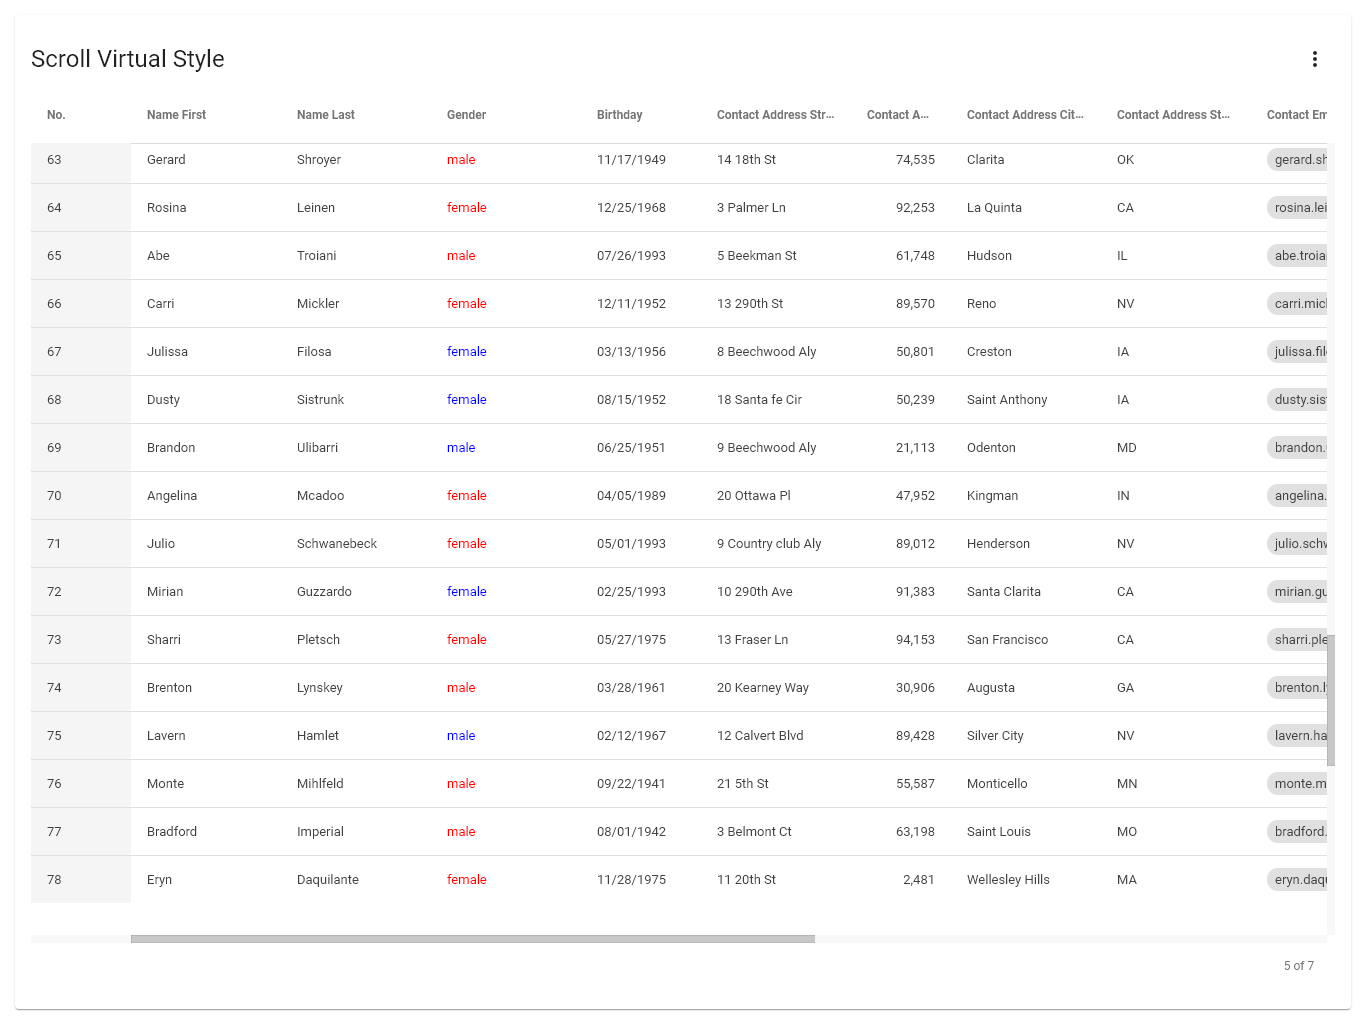 Scroll Virtual Style
No. Name First Name Last Gender Birthday Contact Address Str... Contact A... Contact Address Cit... Contact Address St... Contact Em
63 Gerard Shroyer male 11/17/1949 14 18th St 74,535 Clarita OK gerard.sh
64 Rosina Leinen female 12/25/1968 3 Palmer Ln 92,253 La Quinta CA rosina.lei
65 Abe Troiani male 07/26/1993 5 Beekman St 61,748 Hudson IL abe.troia
66 Carri Mickler female 12/11/1952 13 290th St 89,570 Reno NV carri.mic
67 Julissa Filosa female 03/13/1956 8 Beechwood Aly 50,801 Creston IA julissa.fil
68 Dusty Sistrunk female 08/15/1952 18 Santa fe Cir 50,239 Saint Anthony IA dusty.sis
69 Brandon Ulibarri male 06/25/1951 9 Beechwood Aly 21,113 Odenton MD brandon.
70 Angelina Mcadoo female 04/05/1989 20 Ottawa Pl 47,952 Kingman IN angelina.
71 Julio Schwanebeck female 05/01/1993 9 Country club Aly 89,012 Henderson NV julio.schw
72 Mirian Guzzardo female 02/25/1993 10 290th Ave 91,383 Santa Clarita CA mirian.gu
73 Sharri Pletsch female 05/27/1975 13 Fraser Ln 94,153 San Francisco CA sharri.ple
74 Brenton Lynskey male 03/28/1961 20 Kearney Way 30,906 Augusta GA brenton.ly
75 Lavern Hamlet male 02/12/1967 12 Calvert Blvd 89,428 Silver City NV lavern.ha
76 Monte Mihlfeld male 09/22/1941 21 5th St 55,587 Monticello MN monte.m
77 Bradford Imperial male 08/01/1942 3 Belmont Ct 63,198 Saint Louis MO bradford.
78 Eryn Daquilante female 11/28/1975 11 20th St 2,481 Wellesley Hills MA eryn.daqu
5 of 7